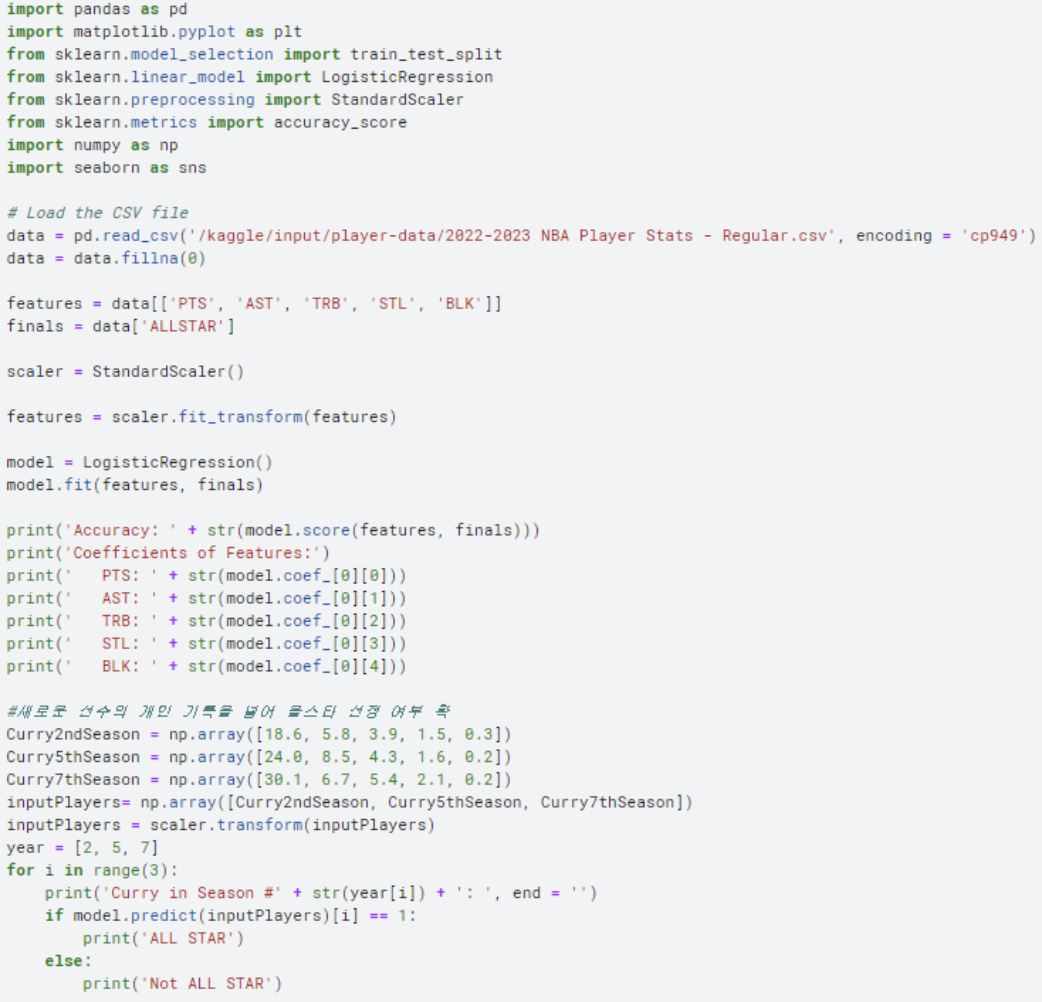 import pandas as pd
import matplotlib.pyplot as plt
from sklearn.model_selection import train_test_split
from sklearn.linear_model import LogisticRegression
from sklearn.preprocessing import StandardScaler
from sklearn.metrics import accuracy_score
import numpy as np
import seaborn as sns

# Load the CSV file
data = pd.read_csv('/kaggle/input/player-data/2022-2023 NBA Player Stats - Regular.csv', encoding = 'cp949')
data = data.fillna(0)

features = data[['PTS', 'AST', 'TRB', 'STL', 'BLK']]
finals = data['ALLSTAR']

scaler = StandardScaler()

features = scaler.fit_transform(features)

model = LogisticRegression()
model.fit(features, finals)

print('Accuracy: ' + str(model.score(features, finals)))
print('Coefficients of Features:')
print('   PTS: ' + str(model.coef_[0][0]))
print('   AST: ' + str(model.coef_[0][1]))
print('   TRB: ' + str(model.coef_[0][2]))
print('   STL: ' + str(model.coef_[0][3]))
print('   BLK: ' + str(model.coef_[0][4]))

#새로운 선수의 개인 기록을 넣어 올스타 선정 여부 확
Curry2ndSeason = np.array([18.6, 5.8, 3.9, 1.5, 0.3])
Curry5thSeason = np.array([24.0, 8.5, 4.3, 1.6, 0.2])
Curry7thSeason = np.array([30.1, 6.7, 5.4, 2.1, 0.2])
inputPlayers= np.array([Curry2ndSeason, Curry5thSeason, Curry7thSeason])
inputPlayers = scaler.transform(inputPlayers)
year = [2, 5, 7]
for i in range(3):
    print('Curry in Season #' + str(year[i]) + ': ', end = '')
    if model.predict(inputPlayers)[i] == 1:
        print('ALL STAR')
    else:
        print('Not ALL STAR')